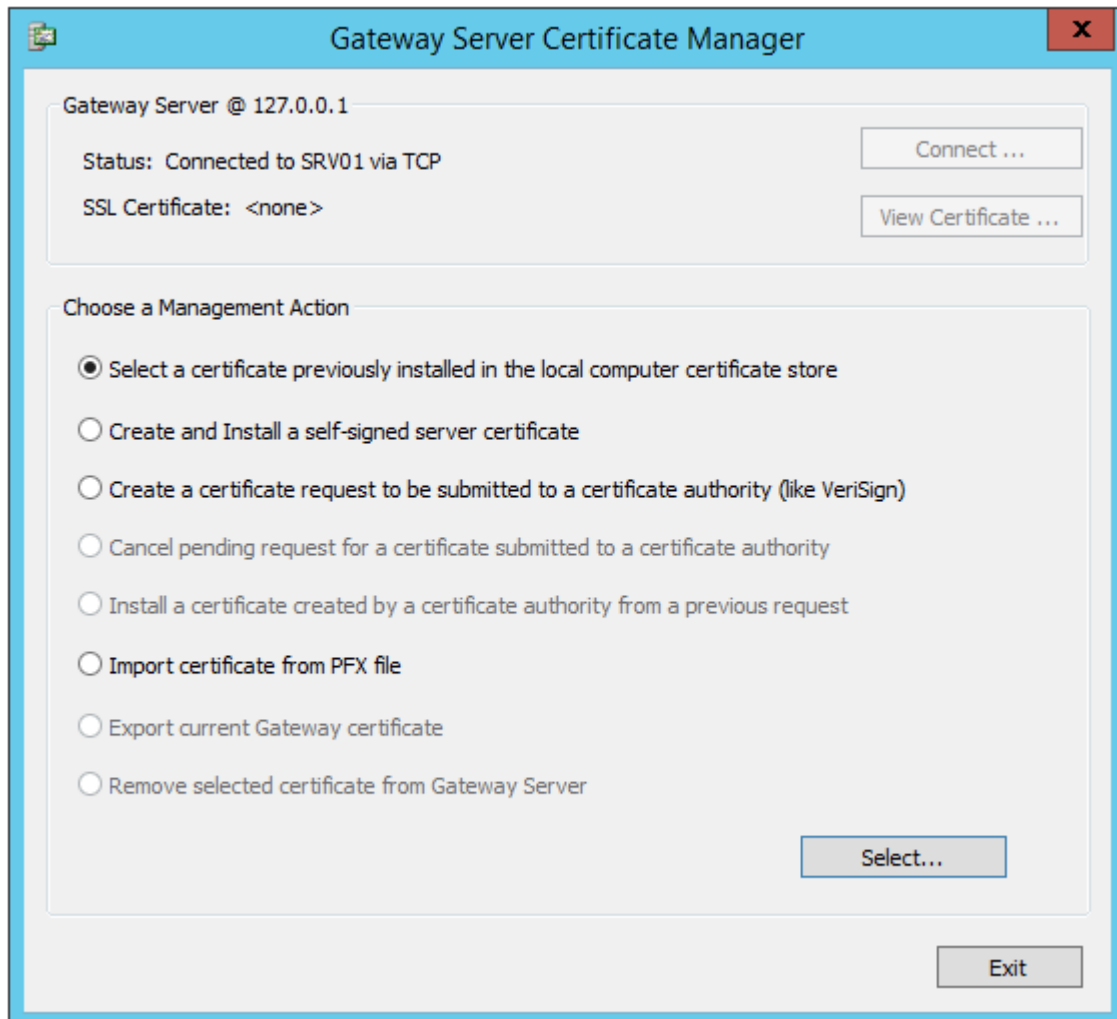 Gateway Server Certificate Manager
x
Gateway Server @ 127.0.0.1
Status: Connected to SRV01 via TCP
Connect ...
SSL Certificate: <none>
View Certificate ...
Choose a Management Action
Select a certificate previously installed in the local computer certificate store
Create and Install a self-signed server certificate
Create a certificate request to be submitted to a certificate authority (like VeriSign)
Cancel pending request for a certificate submitted to a certificate authority
Install a certificate created by a certificate authority from a previous request
Import certificate from PFX file
Export current Gateway certificate
Remove selected certificate from Gateway Server
Select...
Exit